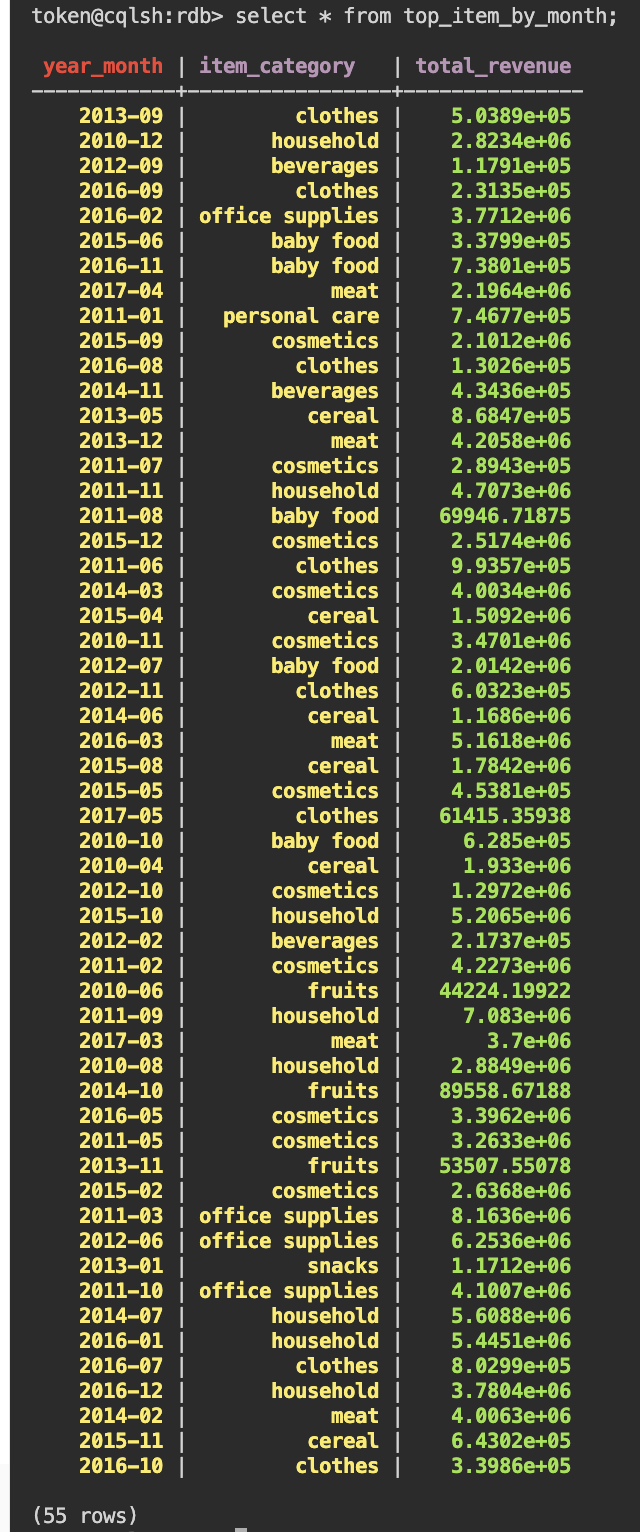 token@cqlsh:rdb> select * from top_item_by_month;
year_month | item_category | total_revenue
------------+-----------------+---------------
2013-09 | clothes | 5.0389e+05
2010-12 | household | 2.8234e+06
2012-09 | beverages | 1.1791e+05
2016-09 | clothes | 2.3135e+05
2016-02 | office supplies | 3.7712e+06
2015-06 | baby food | 3.3799e+05
2016-11 | baby food | 7.3801e+05
2017-04 | meat | 2.1964e+06
2011-01 | personal care | 7.4677e+05
2015-09 | cosmetics | 2.1012e+06
2016-08 | clothes | 1.3026e+05
2014-11 | beverages | 4.3436e+05
2013-05 | cereal | 8.6847e+05
2013-12 | meat | 4.2058e+06
2011-07 | cosmetics | 2.8943e+05
2011-11 | household | 4.7073e+06
2011-08 | baby food | 69946.71875
2015-12 | cosmetics | 2.5174e+06
2011-06 | clothes | 9.9357e+05
2014-03 | cosmetics | 4.0034e+06
2015-04 | cereal | 1.5092e+06
2010-11 | cosmetics | 3.4701e+06
2012-07 | baby food | 2.0142e+06
2012-11 | clothes | 6.0323e+05
2014-06 | cereal | 1.1686e+06
2016-03 | meat | 5.1618e+06
2015-08 | cereal | 1.7842e+06
2015-05 | cosmetics | 4.5381e+05
2017-05 | clothes | 61415.35938
2010-10 | baby food | 6.285e+05
2010-04 | cereal | 1.933e+06
2012-10 | cosmetics | 1.2972e+06
2015-10 | household | 5.2065e+06
2012-02 | beverages | 2.1737e+05
2011-02 | cosmetics | 4.2273e+06
2010-06 | fruits | 44224.19922
2011-09 | household | 7.083e+06
2017-03 | meat | 3.7e+06
2010-08 | household | 2.8849e+06
2014-10 | fruits | 89558.67188
2016-05 | cosmetics | 3.3962e+06
2011-05 | cosmetics | 3.2633e+06
2013-11 | fruits | 53507.55078
2015-02 | cosmetics | 2.6368e+06
2011-03 | office supplies | 8.1636e+06
2012-06 | office supplies | 6.2536e+06
2013-01 | snacks | 1.1712e+06
2011-10 | office supplies | 4.1007e+06
2014-07 | household | 5.6088e+06
2016-01 | household | 5.4451e+06
2016-07 | clothes | 8.0299e+05
2016-12 | household | 3.7804e+06
2014-02 | meat | 4.0063e+06
2015-11 | cereal | 6.4302e+05
2016-10 | clothes | 3.3986e+05
(55 rows)